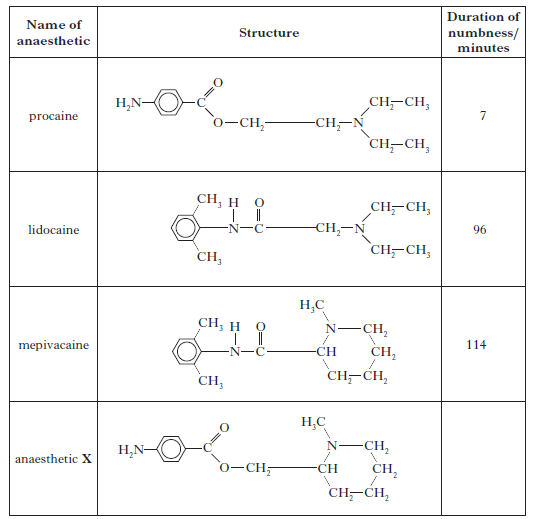 Name of anaesthetic
Structure
Duration of numbness/ minutes
procaine
H₂N
C
O
O—CH₂
CH₂—N
CH₂—CH₃
CH₂—CH₃
7
lidocaine
CH₃
CH₃
H
N—C
O
CH₂—N
CH₂—CH₃
CH₂—CH₃
96
mepivacaine
CH₃
CH₃
H
N—C
O
H₃C
N—CH₂
CH
CH₂
CH₂—CH₂
114
anaesthetic X
H₂N
C
O
O—CH₂
H₃C
N—CH₂
CH
CH₂
CH₂—CH₂